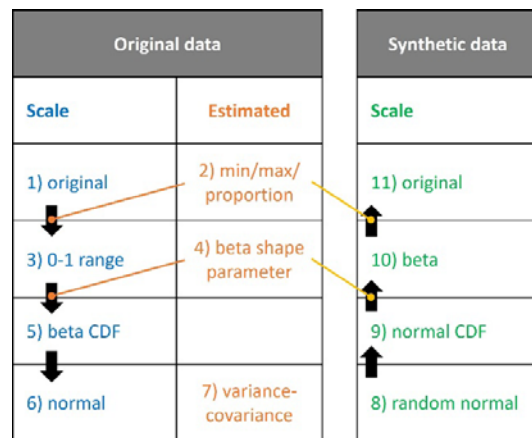 Original data
Synthetic data
Scale
Estimated
Scale
1) original
2) min/max/
proportion
11) original
3) 0-1 range
4) beta shape
parameter
10) beta
5) beta CDF
9) normal CDF
6) normal
7) variance-
covariance
8) random normal